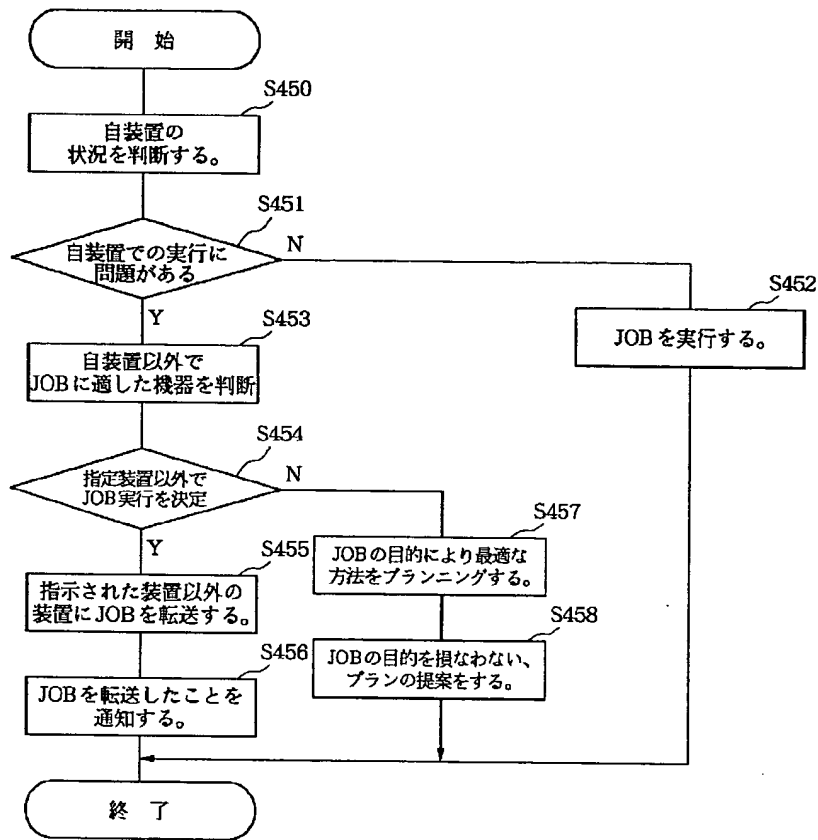 開 始
S450
自装置の
状況を判断する。
S451
自装置での実行に
問題がある
N
Y
S452
JOBを実行する。
S453
自装置以外で
JOBに適した機器を判断
S454
指定装置以外で
JOB実行を決定
N
Y
S455
指示された装置以外の
装置にJOBを転送する。
S457
JOBの目的により最適な
方法をプランニングする。
S456
JOBを転送したことを
通知する。
S458
JOBの目的を損なわない、
プランの提案をする。
終 了